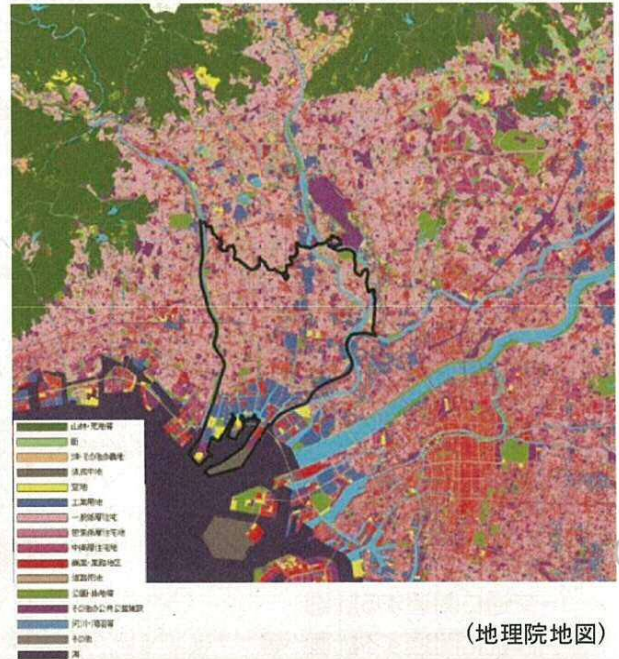 山林・荒地等
田
畑・その他の農地
造成中地
空地
工業用地
一般低層住宅地
密集低層住宅地
中高層住宅地
商業・業務地区
道路用地
公園・緑地等
その他の公共公益施設
河川・湖沼等
その他
海
(地理院地図)